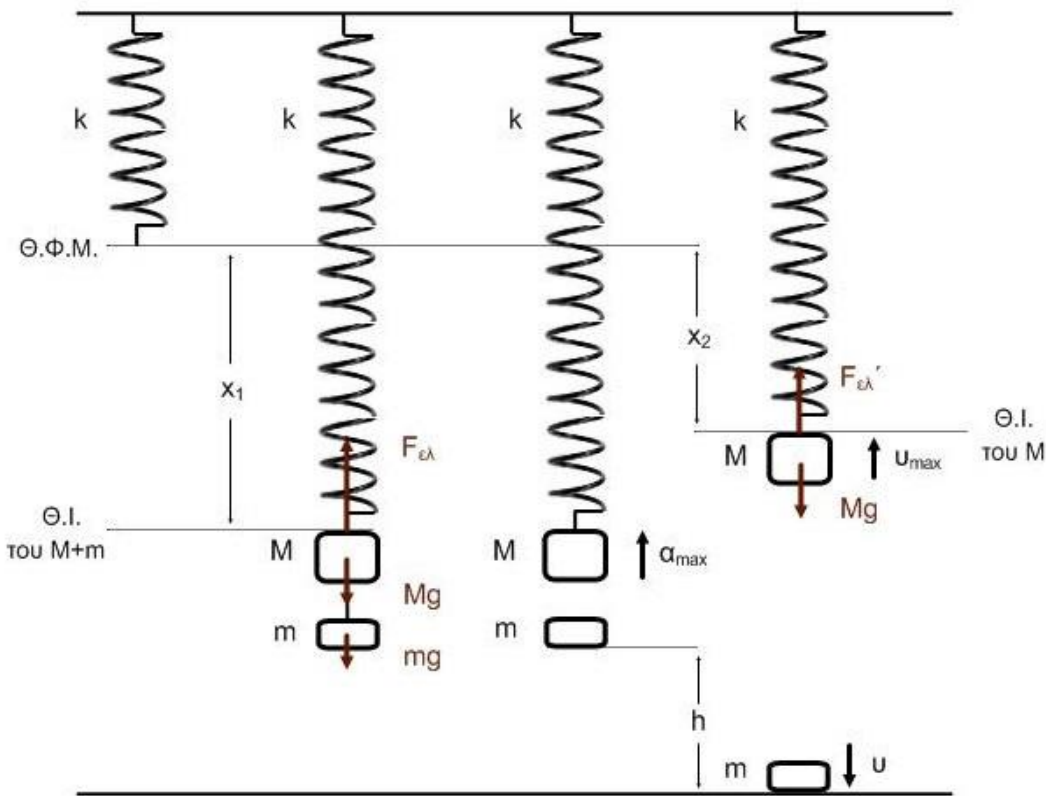 k
k
k
k
Θ.Φ.Μ.
x₁
x₂
Fελ
Fελ΄
Θ.Ι.
του Μ+m
Θ.Ι.
του Μ
M
υmax
Mg
M
Mg
m
mg
M
αmax
m
h
m
υ